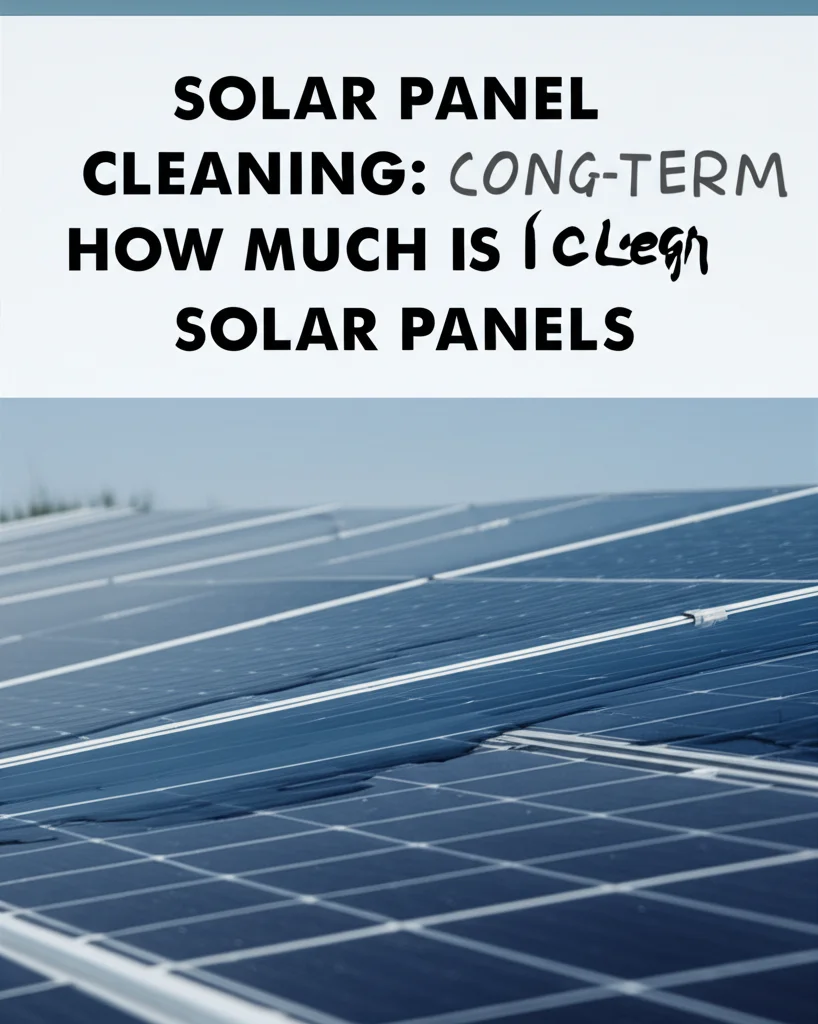 SOLAR PANEL
CLEANING: CONG-TERM
HOW MUCH IS
SOLAR PANELS